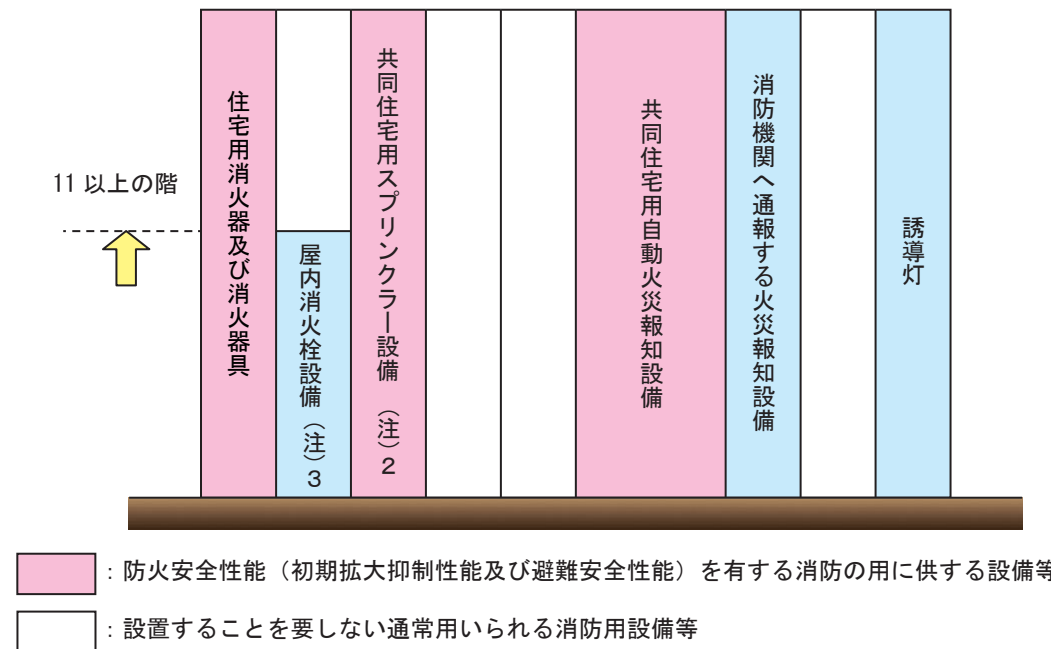 11 以上の階
住宅用消火器及び消火器具
屋内消火栓設備（注）３
共同住宅用スプリンクラー設備　（注）２
共同住宅用自動火災報知設備
消防機関へ通報する火災報知設備
誘導灯
：防火安全性能（初期拡大抑制性能及び避難安全性能）を有する消防の用に供する設備等
：設置することを要しない通常用いられる消防用設備等